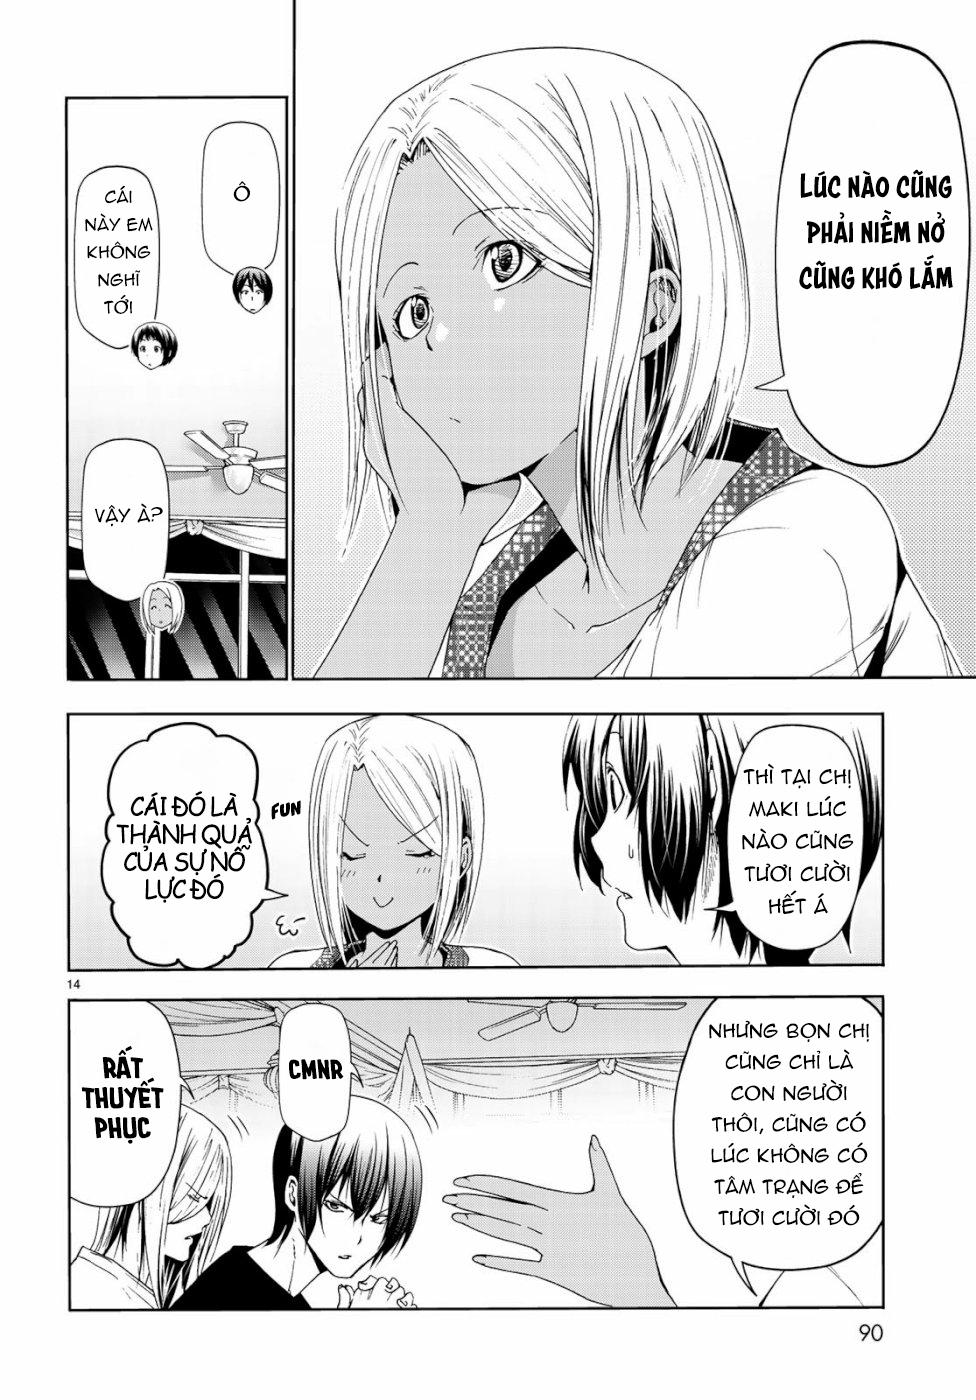 LÚC NÀO CŨNG
PHẢI NIỀM NỞ
CŨNG KHÓ LẮM
Ô
CÁI
NÀY EM
KHÔNG
NGHĨ
TỚI
VẬY À?
THÌ TẠI CHỊ
MAKI LÚC
NÀO CŨNG
TƯƠI CƯỜI
HẾT Á
FUN
CÁI ĐÓ LÀ
THÀNH QUẢ
CỦA SỰ NỖ
LỰC ĐÓ
14
NHƯNG BỌN CHỊ
CŨNG CHỈ LÀ
CON NGƯỜI
THÔI, CŨNG CÓ
LÚC KHÔNG CÓ
TÂM TRẠNG ĐỂ
TƯƠI CƯỜI ĐÓ
CMNR
RẤT
THUYẾT
PHỤC
90